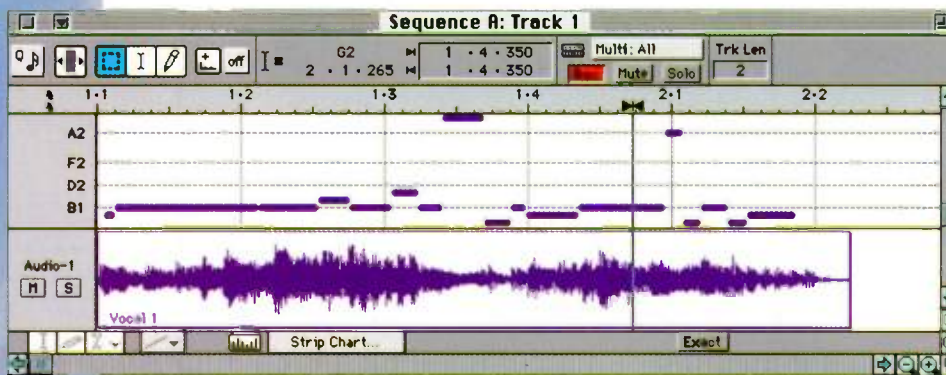 Sequence A: Track 1
off I = G2 1 · 4 · 350 Multi: All Trk Len
2 · 1 · 265 1 · 4 · 350 Mute Solo 2
1·1 1·2 1·3 1·4 2·1 2·2
A2
F2
D2
B1
Audio-1
M S
Vocal 1
Strip Chart... Exact